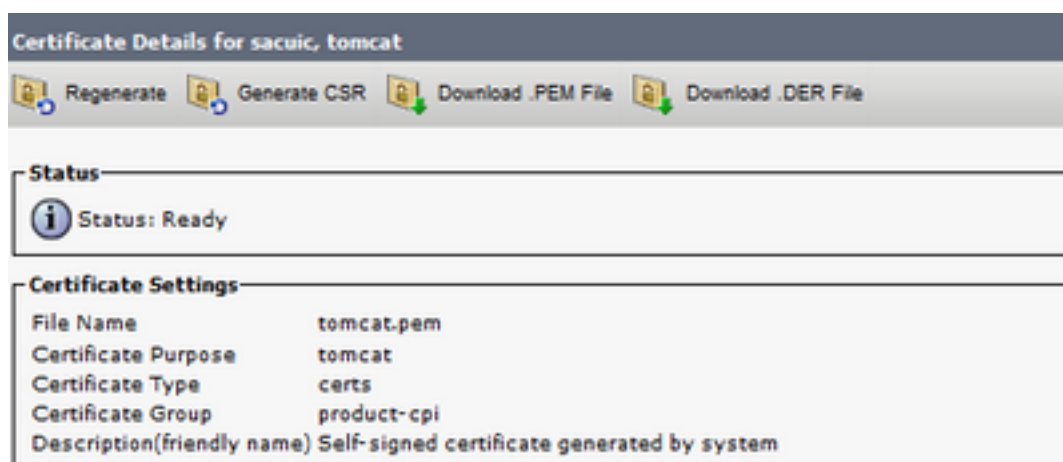 Certificate Details for sacuic, tomcat
Regenerate Generate CSR Download .PEM File Download .DER File
Status
Status: Ready
Certificate Settings
File Name tomcat.pem
Certificate Purpose tomcat
Certificate Type certs
Certificate Group product-cpi
Description(friendly name) Self-signed certificate generated by system